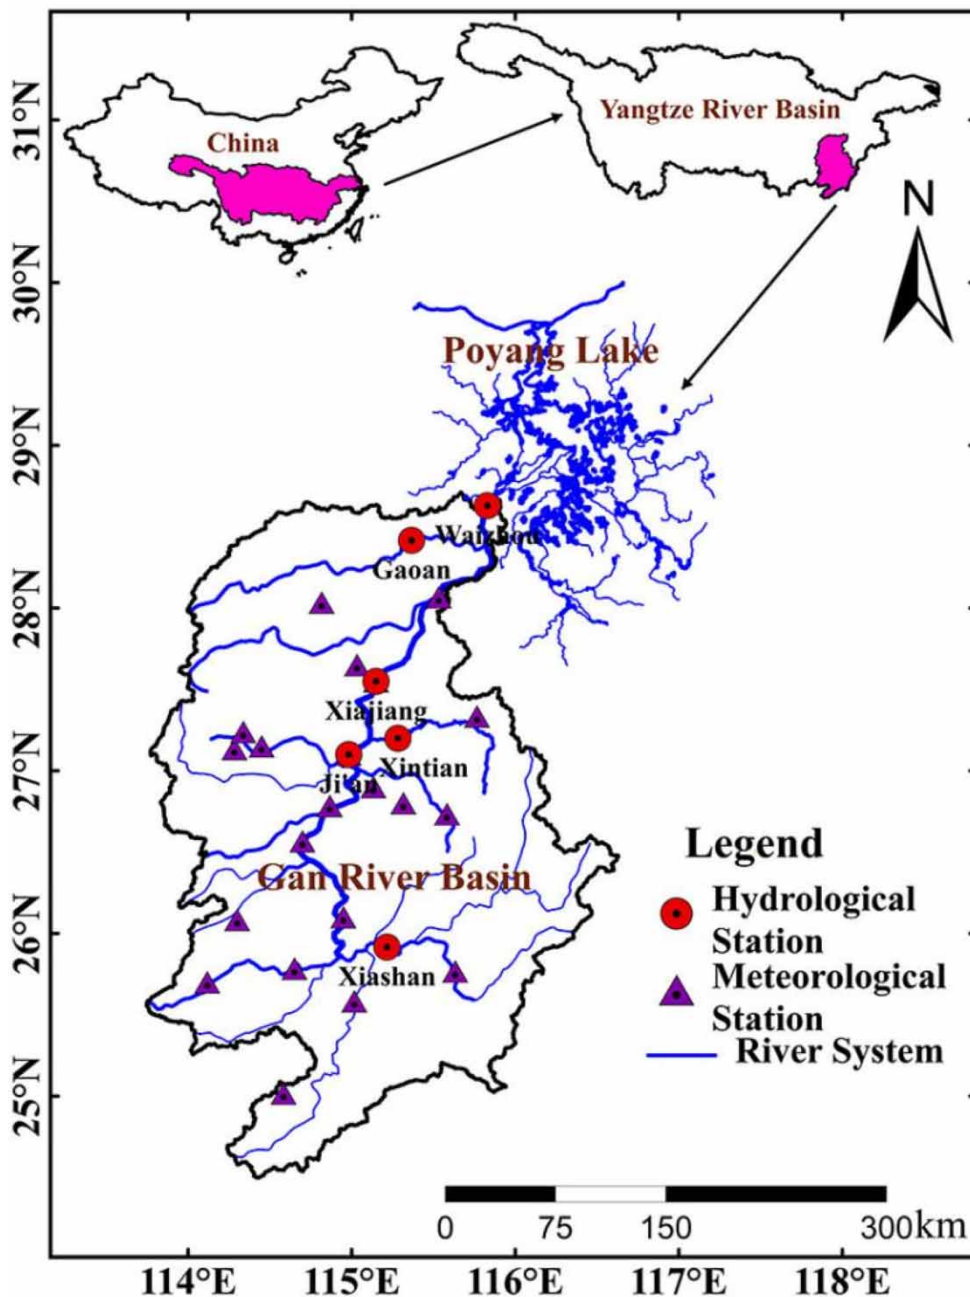 China
Yangtze River Basin
N
Poyang Lake
Waizhou
Gaoan
Xiajiang
Xintian
Ji'an
Gan River Basin
Xiashan
Legend
Hydrological
Station
Meteorological
Station
River System
0 75 150 300km
31°N
30°N
29°N
28°N
27°N
26°N
25°N
114°E 115°E 116°E 117°E 118°E